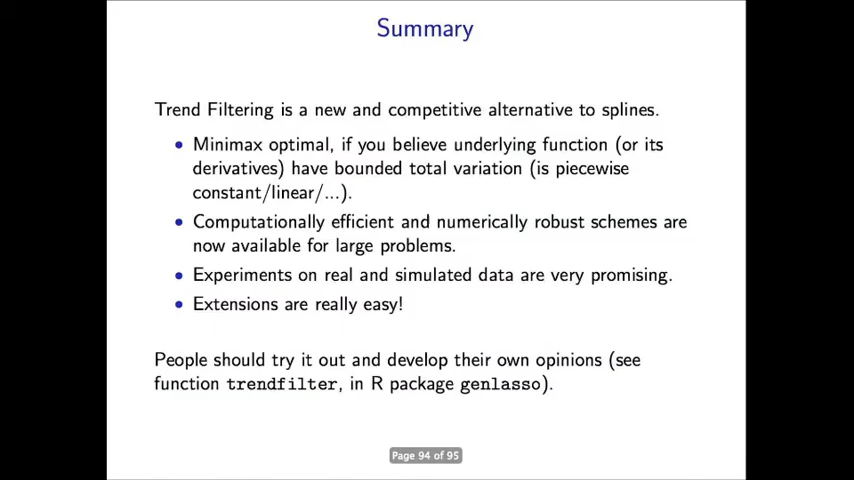 Summary
Trend Filtering is a new and competitive alternative to splines.
• Minimax optimal, if you believe underlying function (or its
derivatives) have bounded total variation (is piecewise
constant/linear/...).
• Computationally efficient and numerically robust schemes are
now available for large problems.
• Experiments on real and simulated data are very promising.
• Extensions are really easy!
People should try it out and develop their own opinions (see
function trendfilter, in R package genlasso).
Page 94 of 95